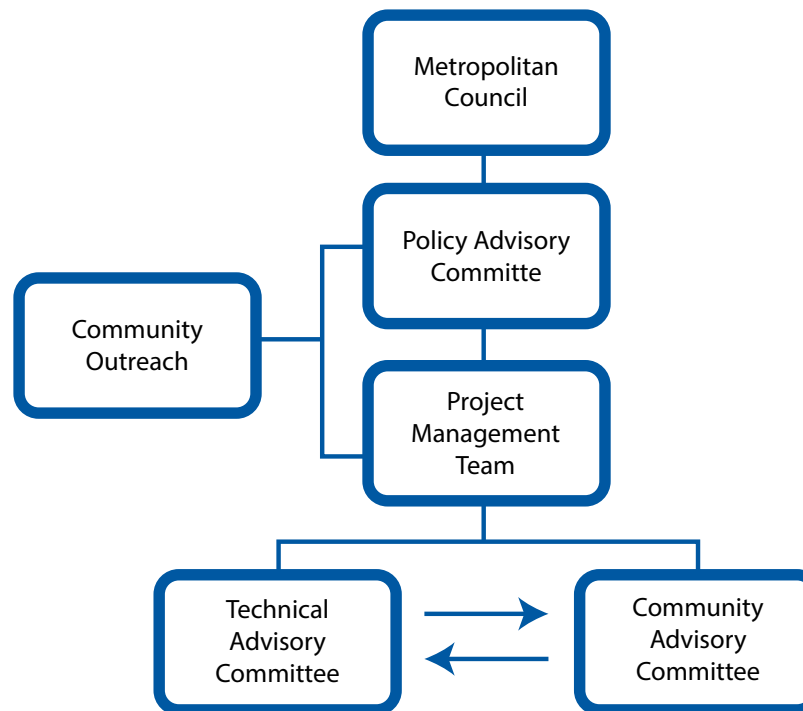 Metropolitan
Council
Policy Advisory
Committe
Community
Outreach
Project
Management
Team
Technical
Advisory
Committee
Community
Advisory
Committee